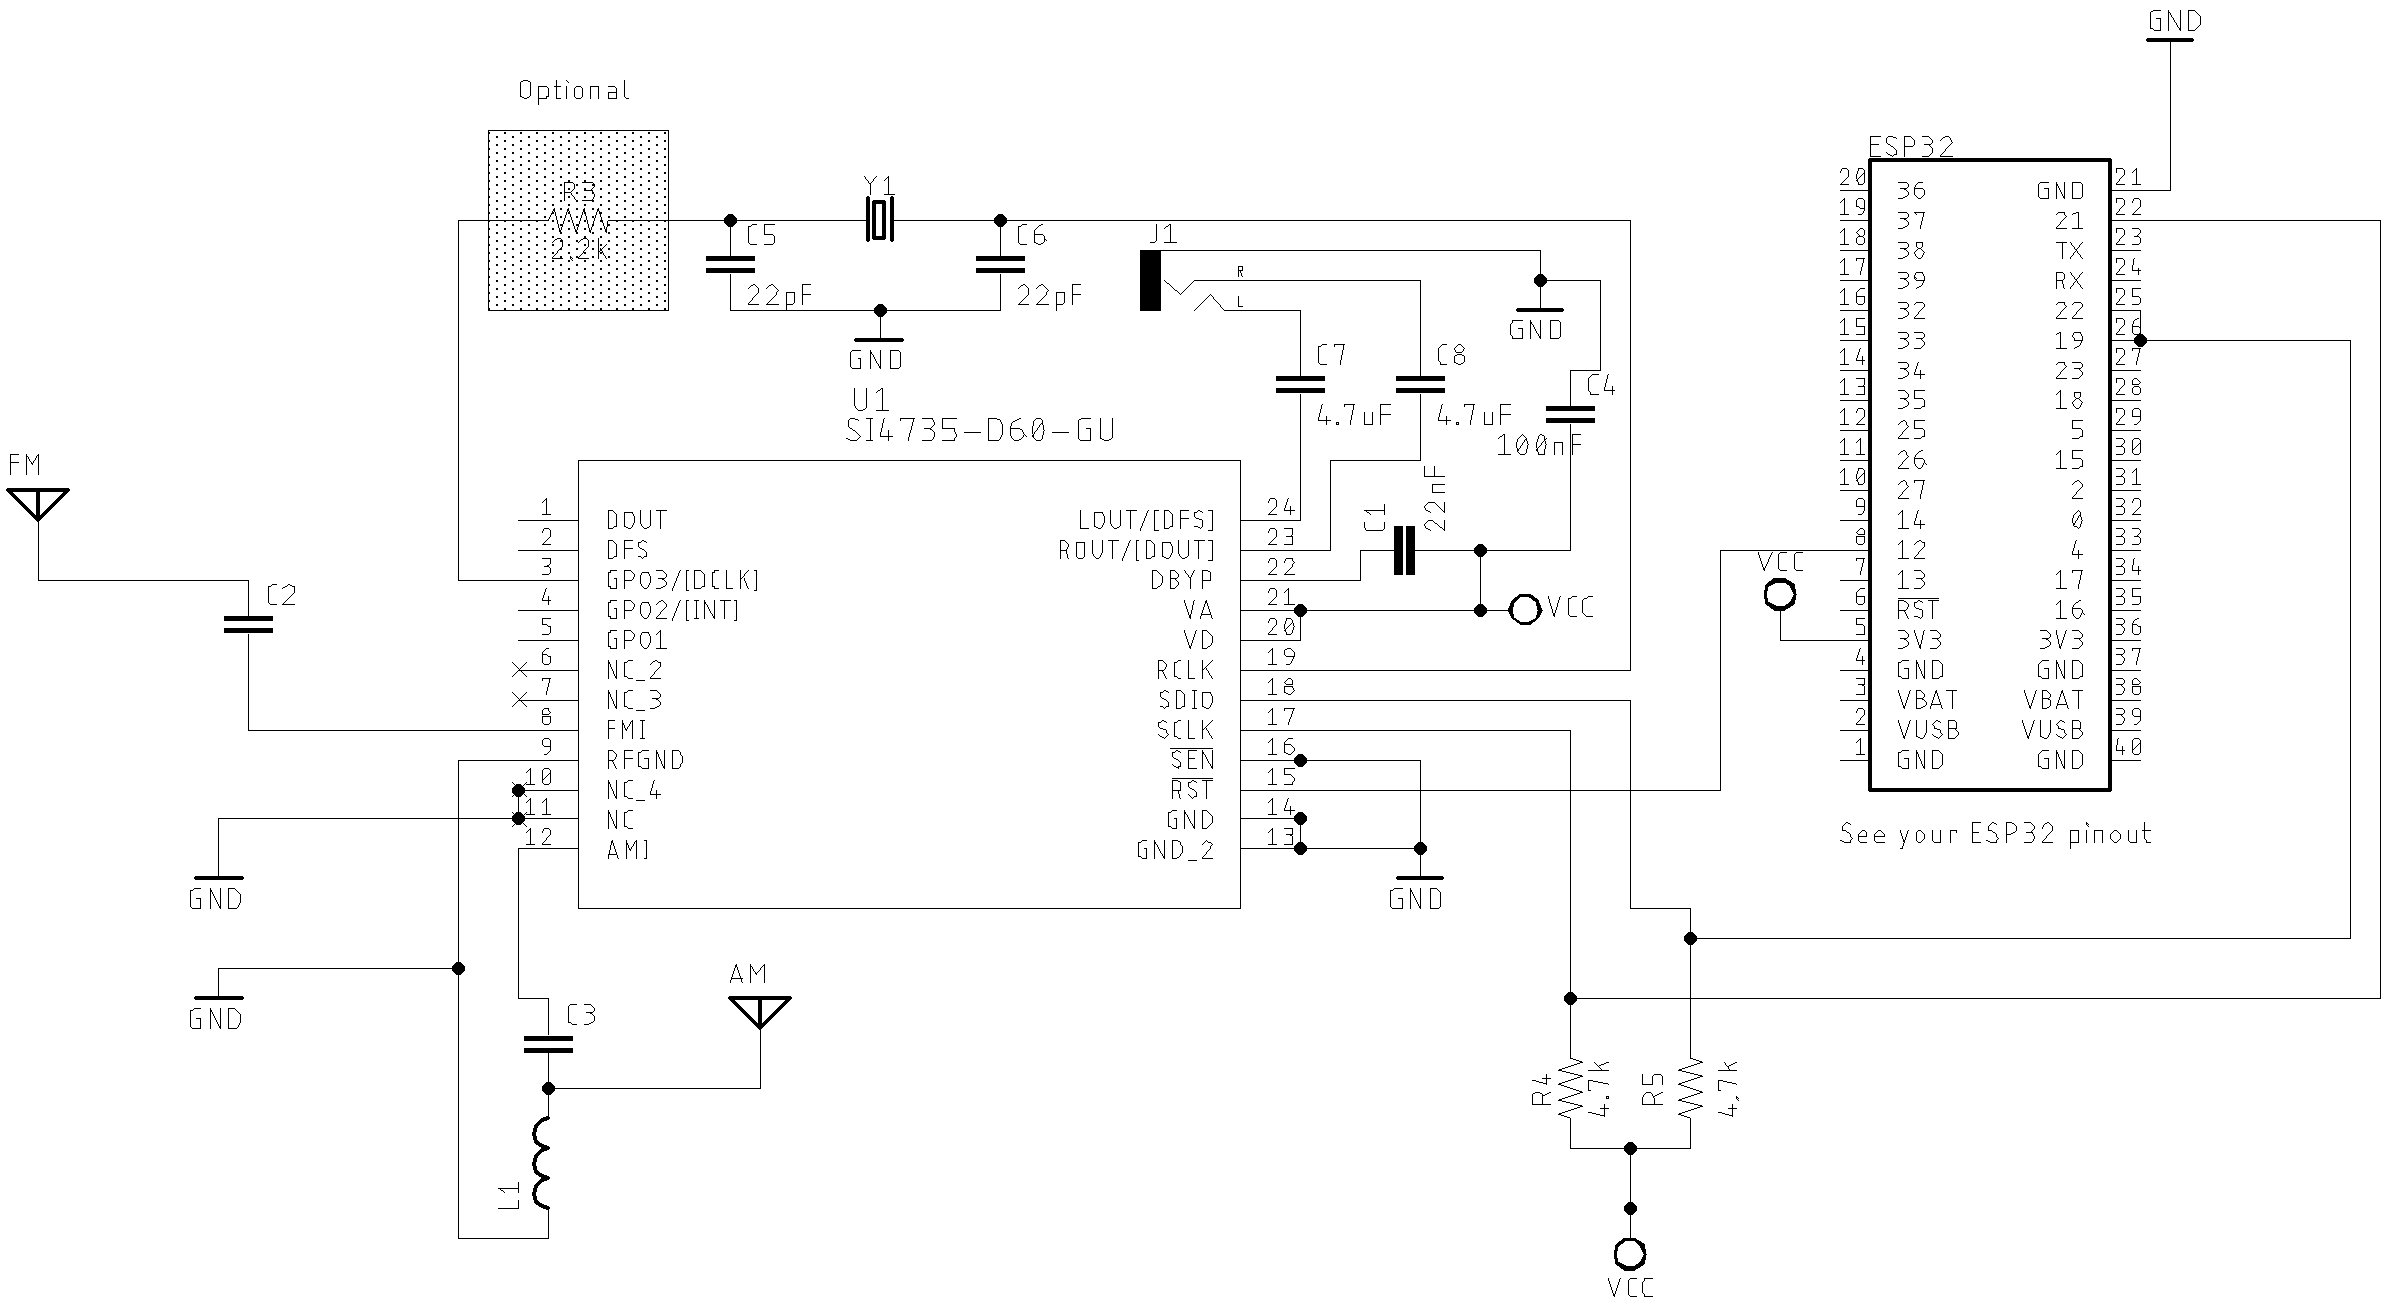 GND
Optional
R3
2.2k
Y1
C5
22pF
C6
22pF
GND
J1
R
L
GND
C7
4.7uF
C8
4.7uF
C4
100nF
C1
22nF
U1
SI4735-D60-GU
FM
C2
1 DOUT
2 DFS
3 GPO3/[DCLK]
4 GPO2/[INT]
5 GPO1
6 NC_2
7 NC_3
8 FMI
9 RFGND
10 NC_4
11 NC
12 AMI
LOUT/[DFS] 24
ROUT/[DOUT] 23
DBYP 22
VA 21
VD 20
RCLK 19
SDIO 18
SCLK 17
SEN 16
RST 15
GND 14
GND_2 13
VCC
GND
GND
GND
C3
AM
L1
R4
4.7k
R5
4.7k
VCC
ESP32
20 36 GND 21
19 37 21 22
18 38 TX 23
17 39 RX 24
16 32 22 25
15 33 19 26
14 34 23 27
13 35 18 28
12 25 5 29
11 26 15 30
10 27 2 31
9 14 0 32
8 12 4 33
7 13 17 34
6 RST 16 35
5 3V3 3V3 36
4 GND GND 37
3 VBAT VBAT 38
2 VUSB VUSB 39
1 GND GND 40
VCC
See your ESP32 pinout